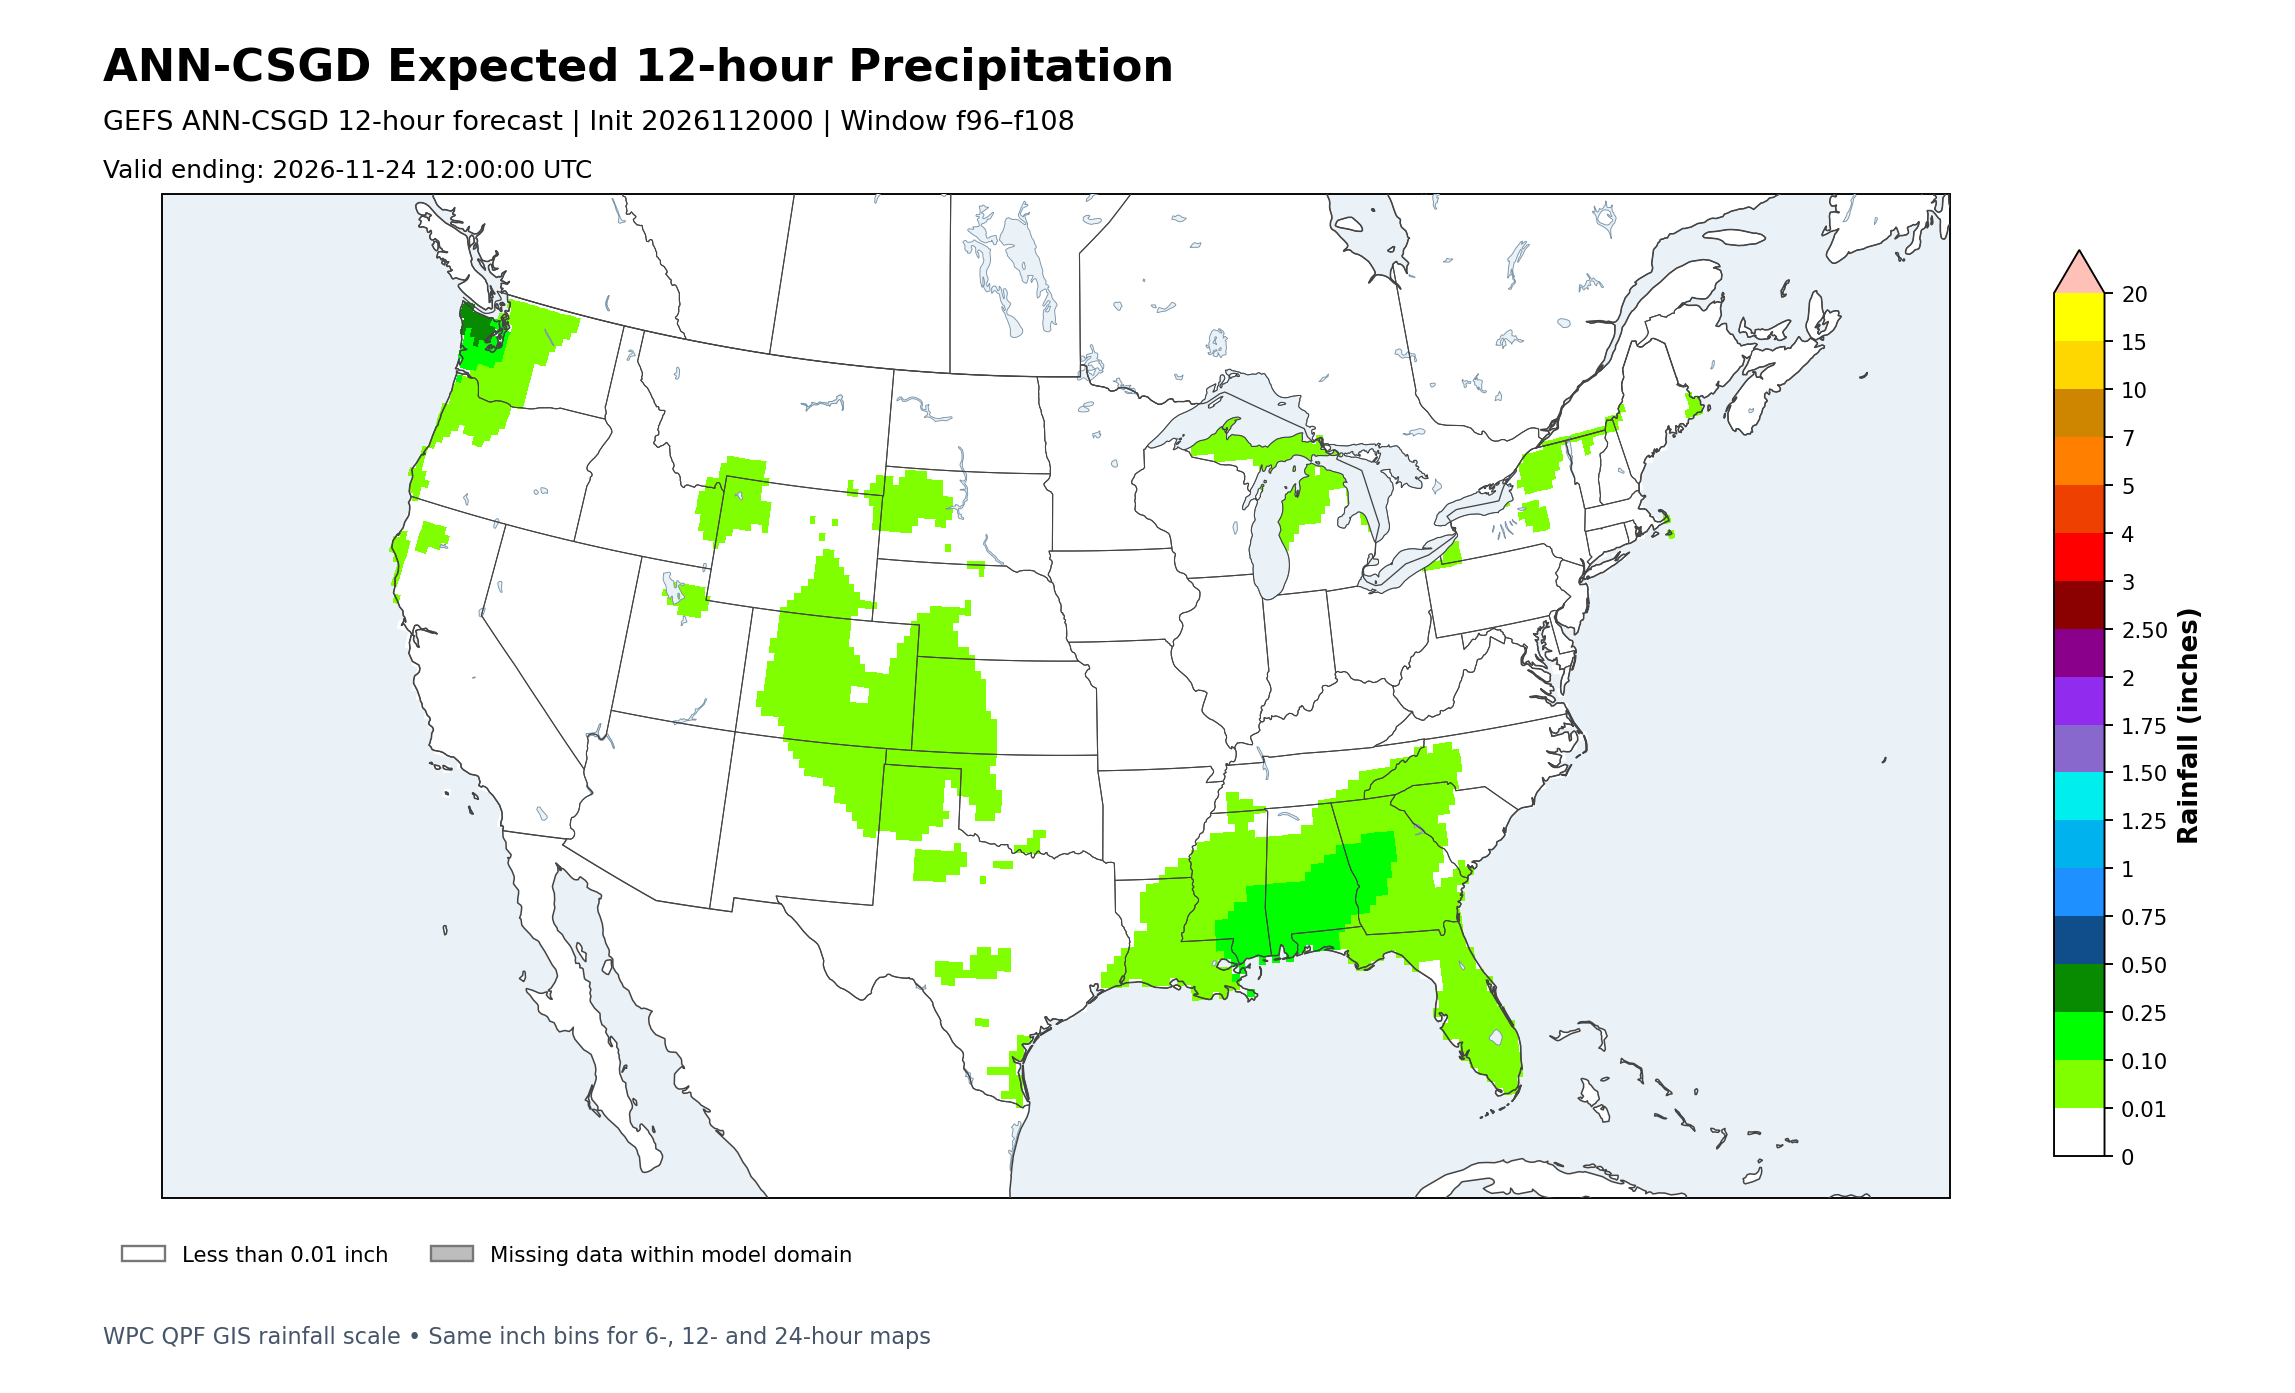 ANN-CSGD Expected 12-hour Precipitation
GEFS ANN-CSGD 12-hour forecast | Init 2026112000 | Window f96–f108
Valid ending: 2026-11-24 12:00:00 UTC
20
15
10
7
5
4
3
2.50
2
1.75
1.50
1.25
1
0.75
0.50
0.25
0.10
0.01
0
Rainfall (inches)
Less than 0.01 inch
Missing data within model domain
WPC QPF GIS rainfall scale • Same inch bins for 6-, 12- and 24-hour maps